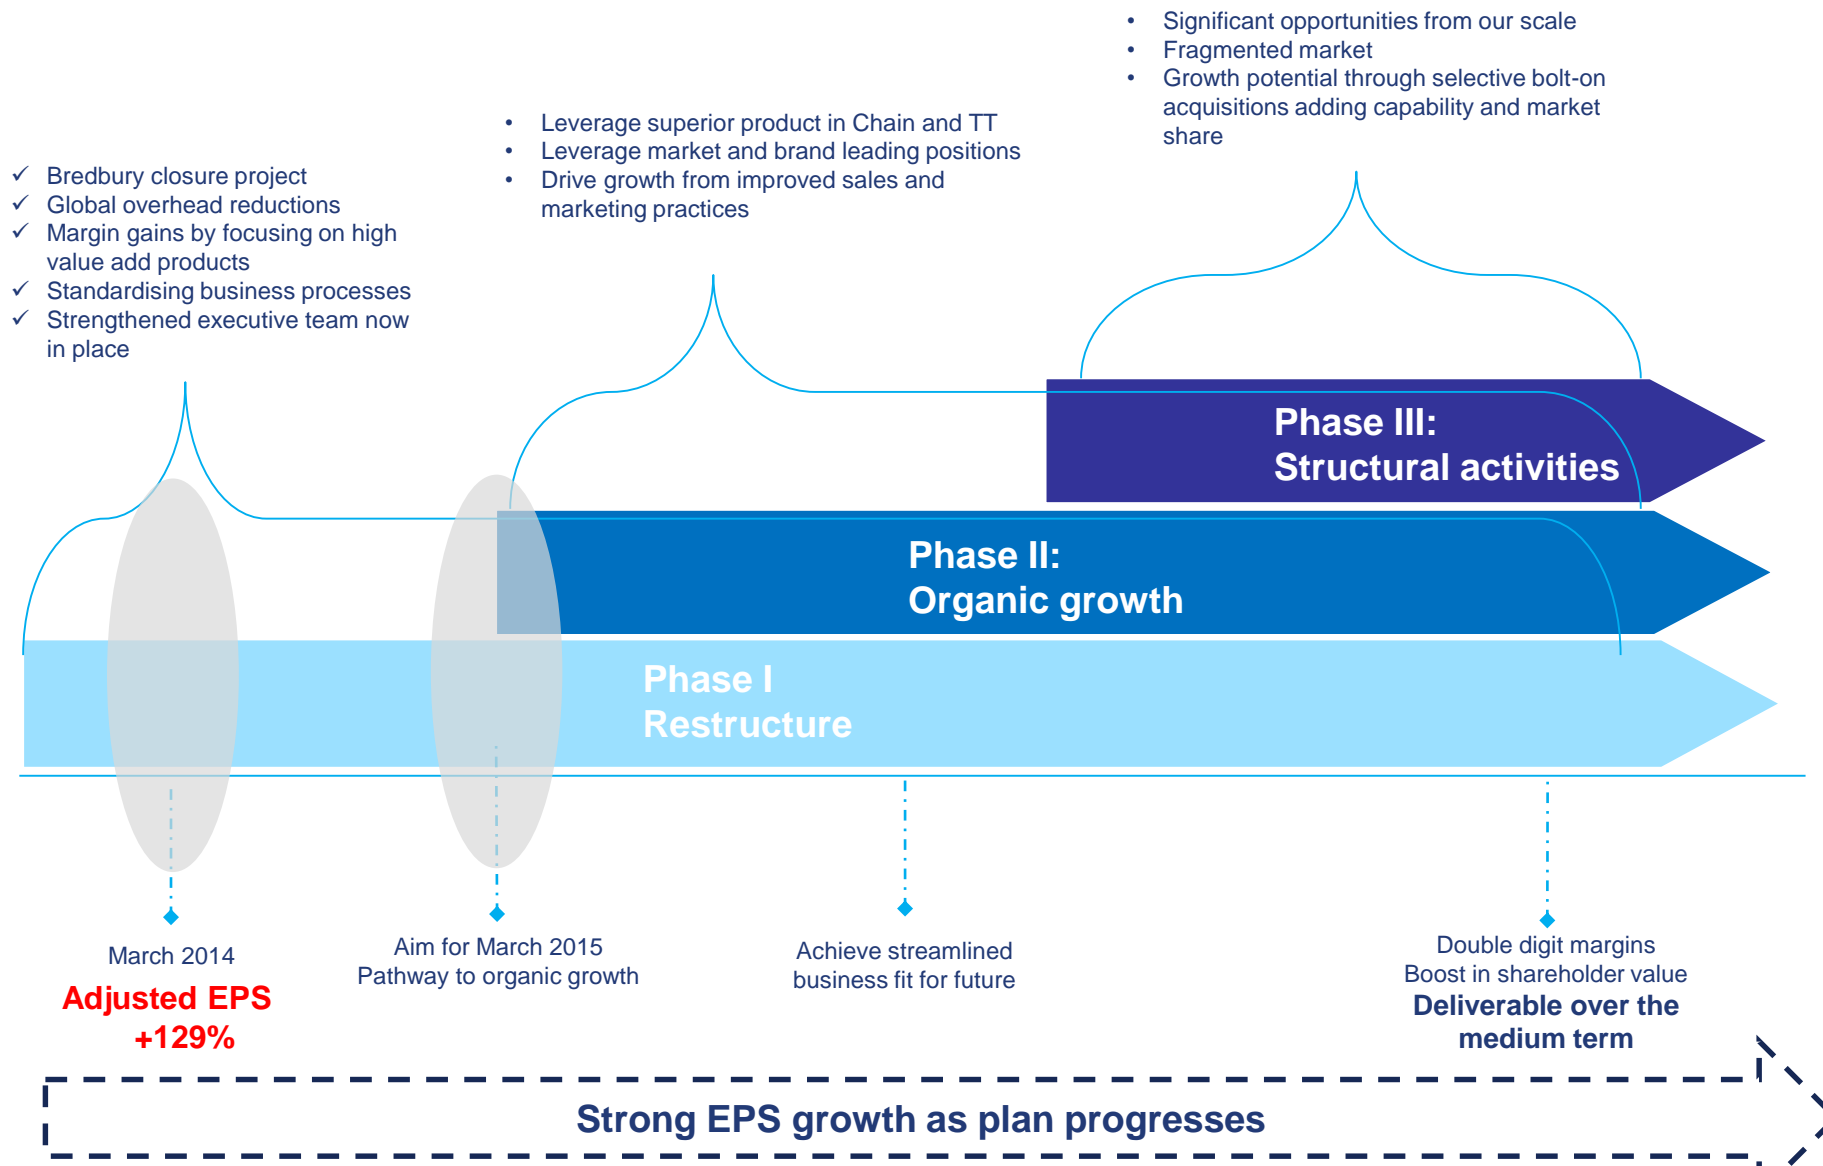 • Significant opportunities from our scale
• Fragmented market
• Growth potential through selective bolt-on
acquisitions adding capability and market
share
• Leverage superior product in Chain and TT
• Leverage market and brand leading positions
• Drive growth from improved sales and
marketing practices
✓ Bredbury closure project
✓ Global overhead reductions
✓ Margin gains by focusing on high
value add products
✓ Standardising business processes
✓ Strengthened executive team now
in place
Phase III:
Structural activities
Phase II:
Organic growth
Phase I
Restructure
March 2014
Adjusted EPS
+129%
Aim for March 2015
Pathway to organic growth
Achieve streamlined
business fit for future
Double digit margins
Boost in shareholder value
Deliverable over the
medium term
Strong EPS growth as plan progresses